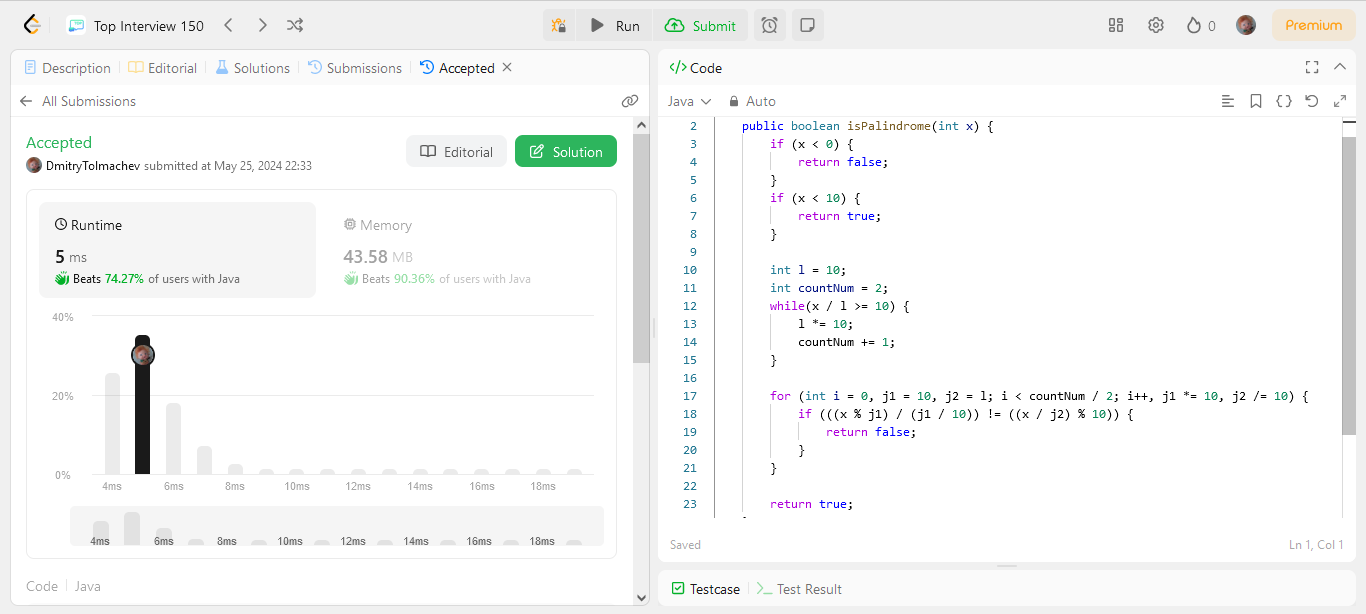 Top Interview 150
Run
Submit
0
Premium
Description
Editorial
Solutions
Submissions
Accepted
All Submissions
Accepted
DmitryTolmachev submitted at May 25, 2024 22:33
Editorial
Solution
Runtime
5 ms
Beats 74.27% of users with Java
Memory
43.58 MB
Beats 90.36% of users with Java
40%
20%
0%
4ms 6ms 8ms 10ms 12ms 14ms 16ms 18ms
4ms 6ms 8ms 10ms 12ms 14ms 16ms 18ms
Code Java
</> Code
Java Auto
2 public boolean isPalindrome(int x) {
3 if (x < 0) {
4 return false;
5 }
6 if (x < 10) {
7 return true;
8 }
9
10 int l = 10;
11 int countNum = 2;
12 while(x / l >= 10) {
13 l *= 10;
14 countNum += 1;
15 }
16
17 for (int i = 0, j1 = 10, j2 = l; i < countNum / 2; i++, j1 *= 10, j2 /= 10) {
18 if (((x % j1) / (j1 / 10)) != ((x / j2) % 10)) {
19 return false;
20 }
21 }
22
23 return true;
Saved
Ln 1, Col 1
Testcase
Test Result